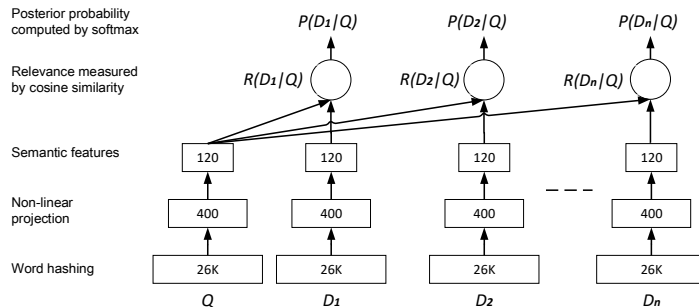 Posterior probability
computed by softmax
P(D1|Q) P(D2|Q) P(Dn|Q)
Relevance measured
by cosine similarity
R(D1|Q) R(D2|Q) R(Dn|Q)
Semantic features
120 120 120 120
Non-linear
projection
400 400 400 400
Word hashing
26K 26K 26K 26K
Q D1 D2 Dn